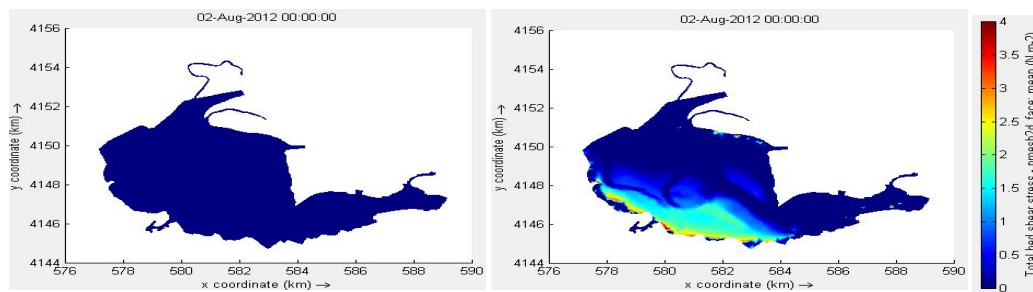 02-Aug-2012 00:00:00
4156
4154
4152
4150
4148
4146
4144
y coordinate (km) →
576 578 580 582 584 586 588 590
x coordinate (km) →
02-Aug-2012 00:00:00
4156
4154
4152
4150
4148
4146
4144
y coordinate (km) →
576 578 580 582 584 586 588 590
x coordinate (km) →
4
3.5
3
2.5
2
1.5
1
0.5
0
Total bed shear stress - mesh2d_face mean (N m-2)